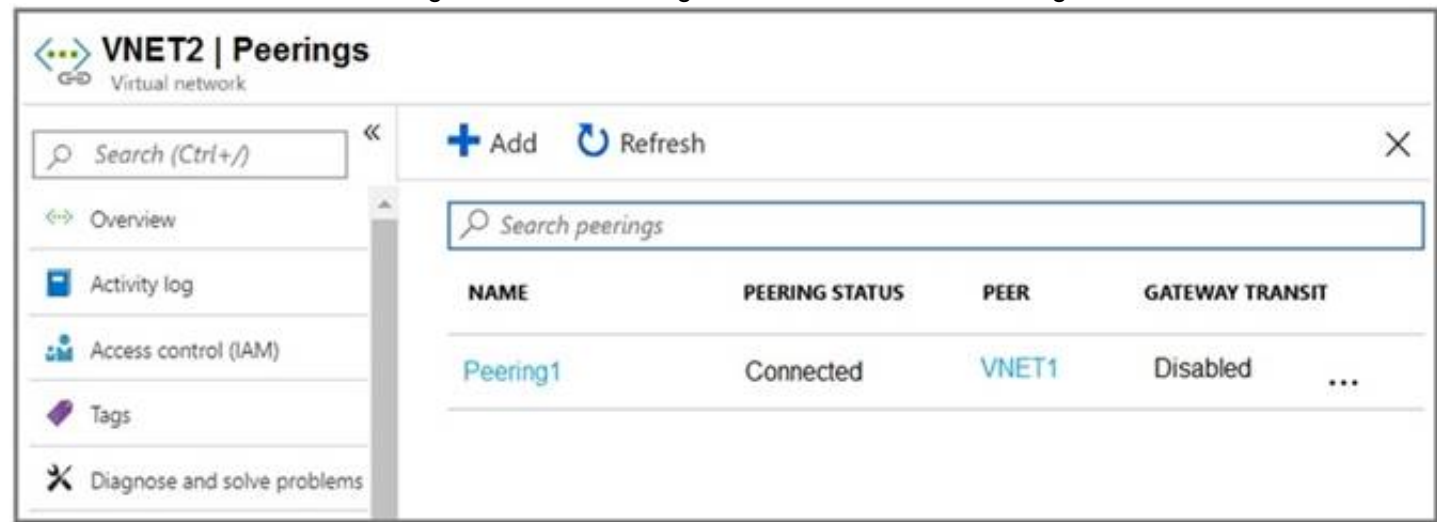 VNET2 | Peerings
Virtual network
Search (Ctrl+/)
«
Add
Refresh
Overview
Search peerings
Activity log
NAME
PEERING STATUS
PEER
GATEWAY TRANSIT
Access control (IAM)
Peering1
Connected
VNET1
Disabled
...
Tags
Diagnose and solve problems